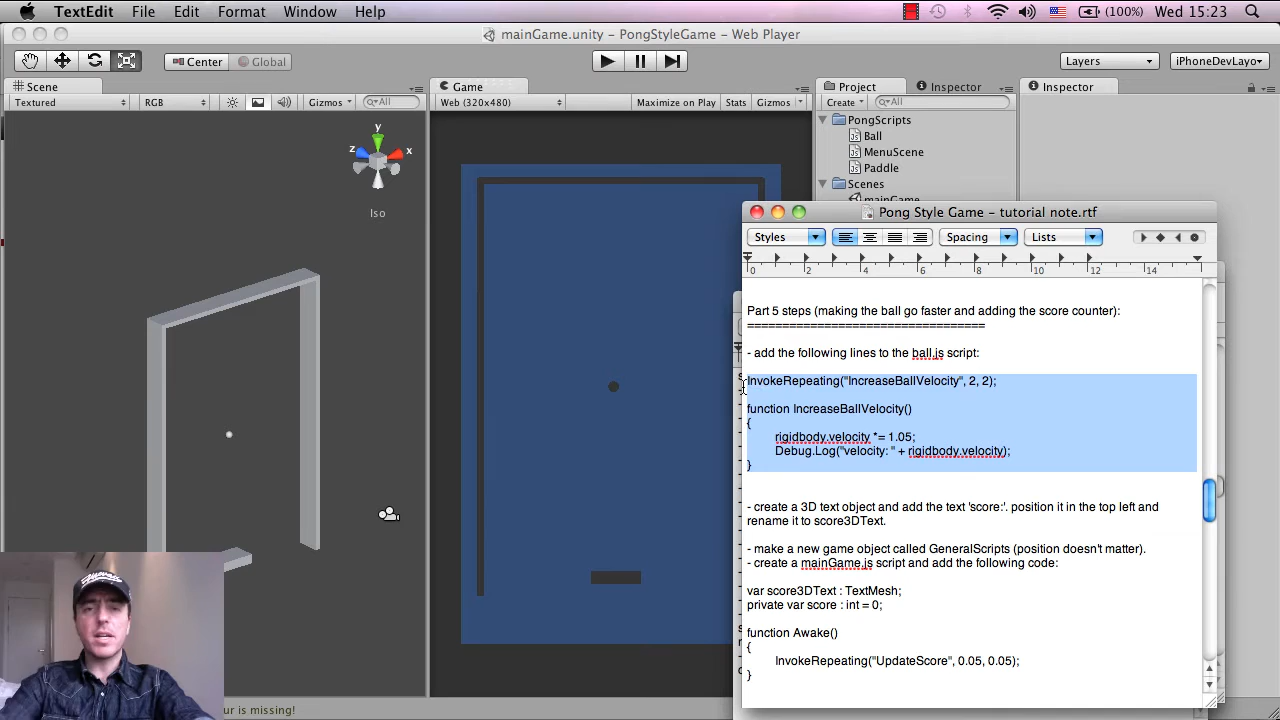 TextEdit File Edit Format Window Help (100%) Wed 15:23
mainGame.unity – PongStyleGame – Web Player
Center Global Layers iPhoneDevLayo
Scene Game Project Inspector Inspector
Textured RGB Gizmos All Web (320x480) Maximize on Play Stats Gizmos Create All
PongScripts
Ball
MenuScene
Paddle
Scenes
mainGame
y
z x
Iso
Pong Style Game – tutorial note.rtf
Styles Spacing Lists
0 2 4 6 8 10 12 14
Part 5 steps (making the ball go faster and adding the score counter):
==================================
- add the following lines to the ball.js script:
InvokeRepeating("IncreaseBallVelocity", 2, 2);
function IncreaseBallVelocity()
{
rigidbody.velocity *= 1.05;
Debug.Log("velocity: " + rigidbody.velocity);
}
- create a 3D text object and add the text 'score:'. position it in the top left and
rename it to score3DText.
- make a new game object called GeneralScripts (position doesn't matter).
- create a mainGame.js script and add the following code:
var score3DText : TextMesh;
private var score : int = 0;
function Awake()
{
InvokeRepeating("UpdateScore", 0.05, 0.05);
}
is missing!